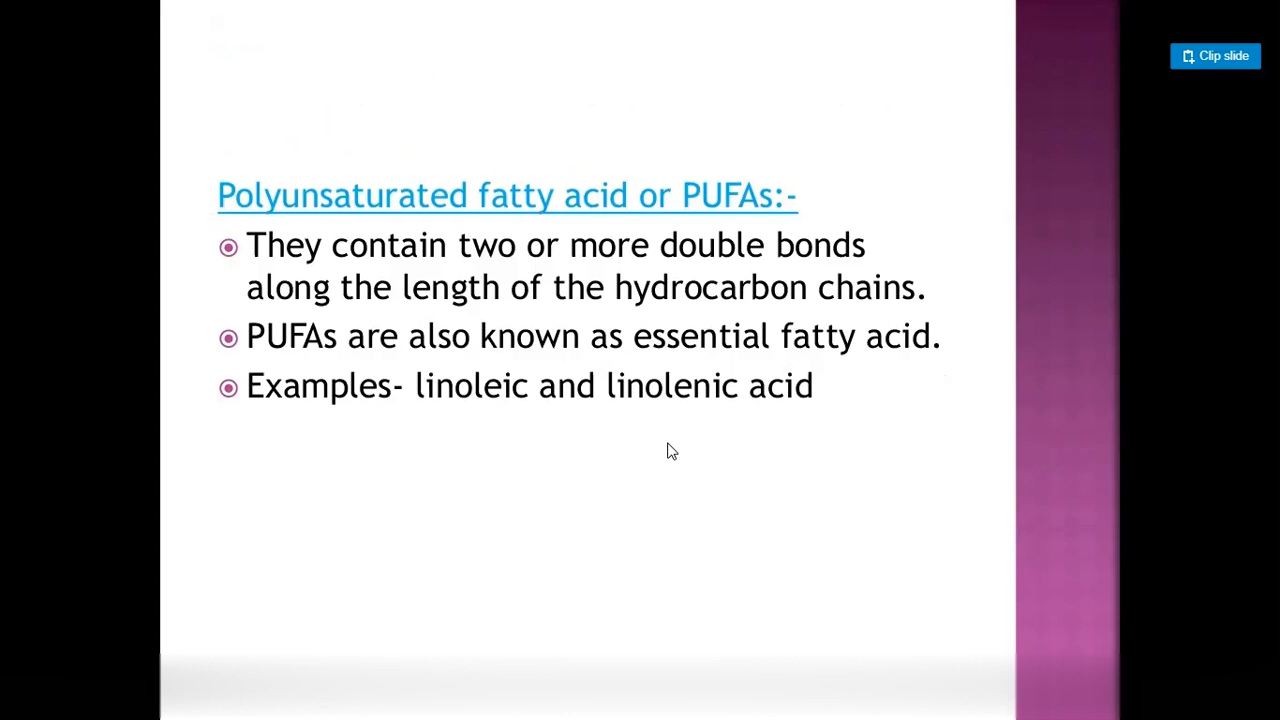 Clip slide
Polyunsaturated fatty acid or PUFAs:-
They contain two or more double bonds
along the length of the hydrocarbon chains.
PUFAs are also known as essential fatty acid.
Examples- linoleic and linolenic acid